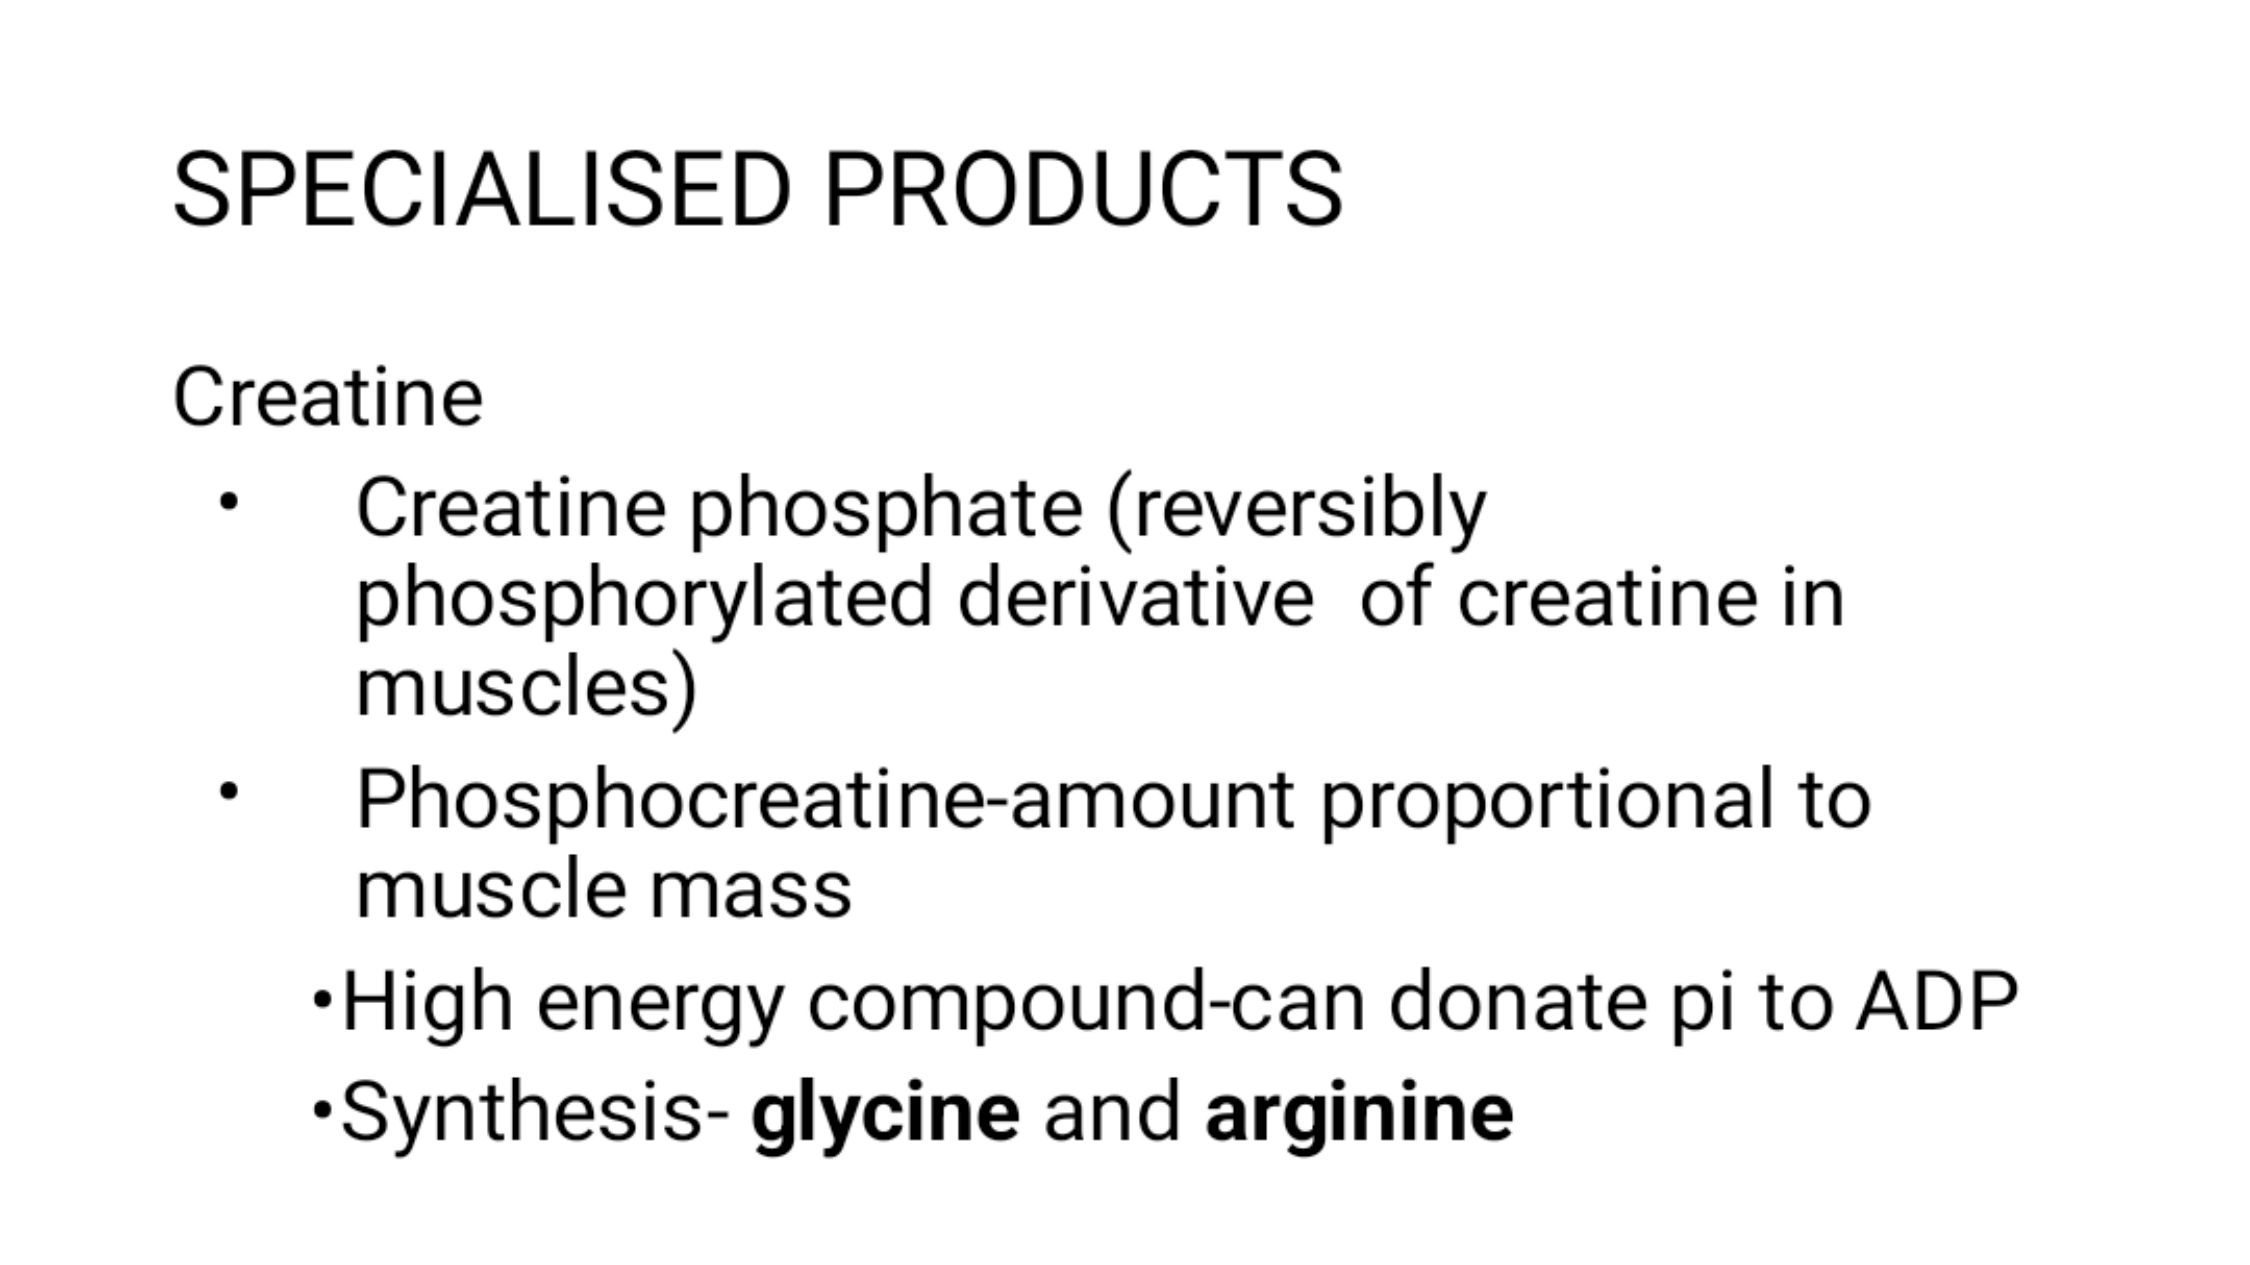 SPECIALISED PRODUCTS
Creatine
• Creatine phosphate (reversibly
phosphorylated derivative  of creatine in
muscles)
• Phosphocreatine-amount proportional to
muscle mass
•High energy compound-can donate pi to ADP
•Synthesis- glycine and arginine